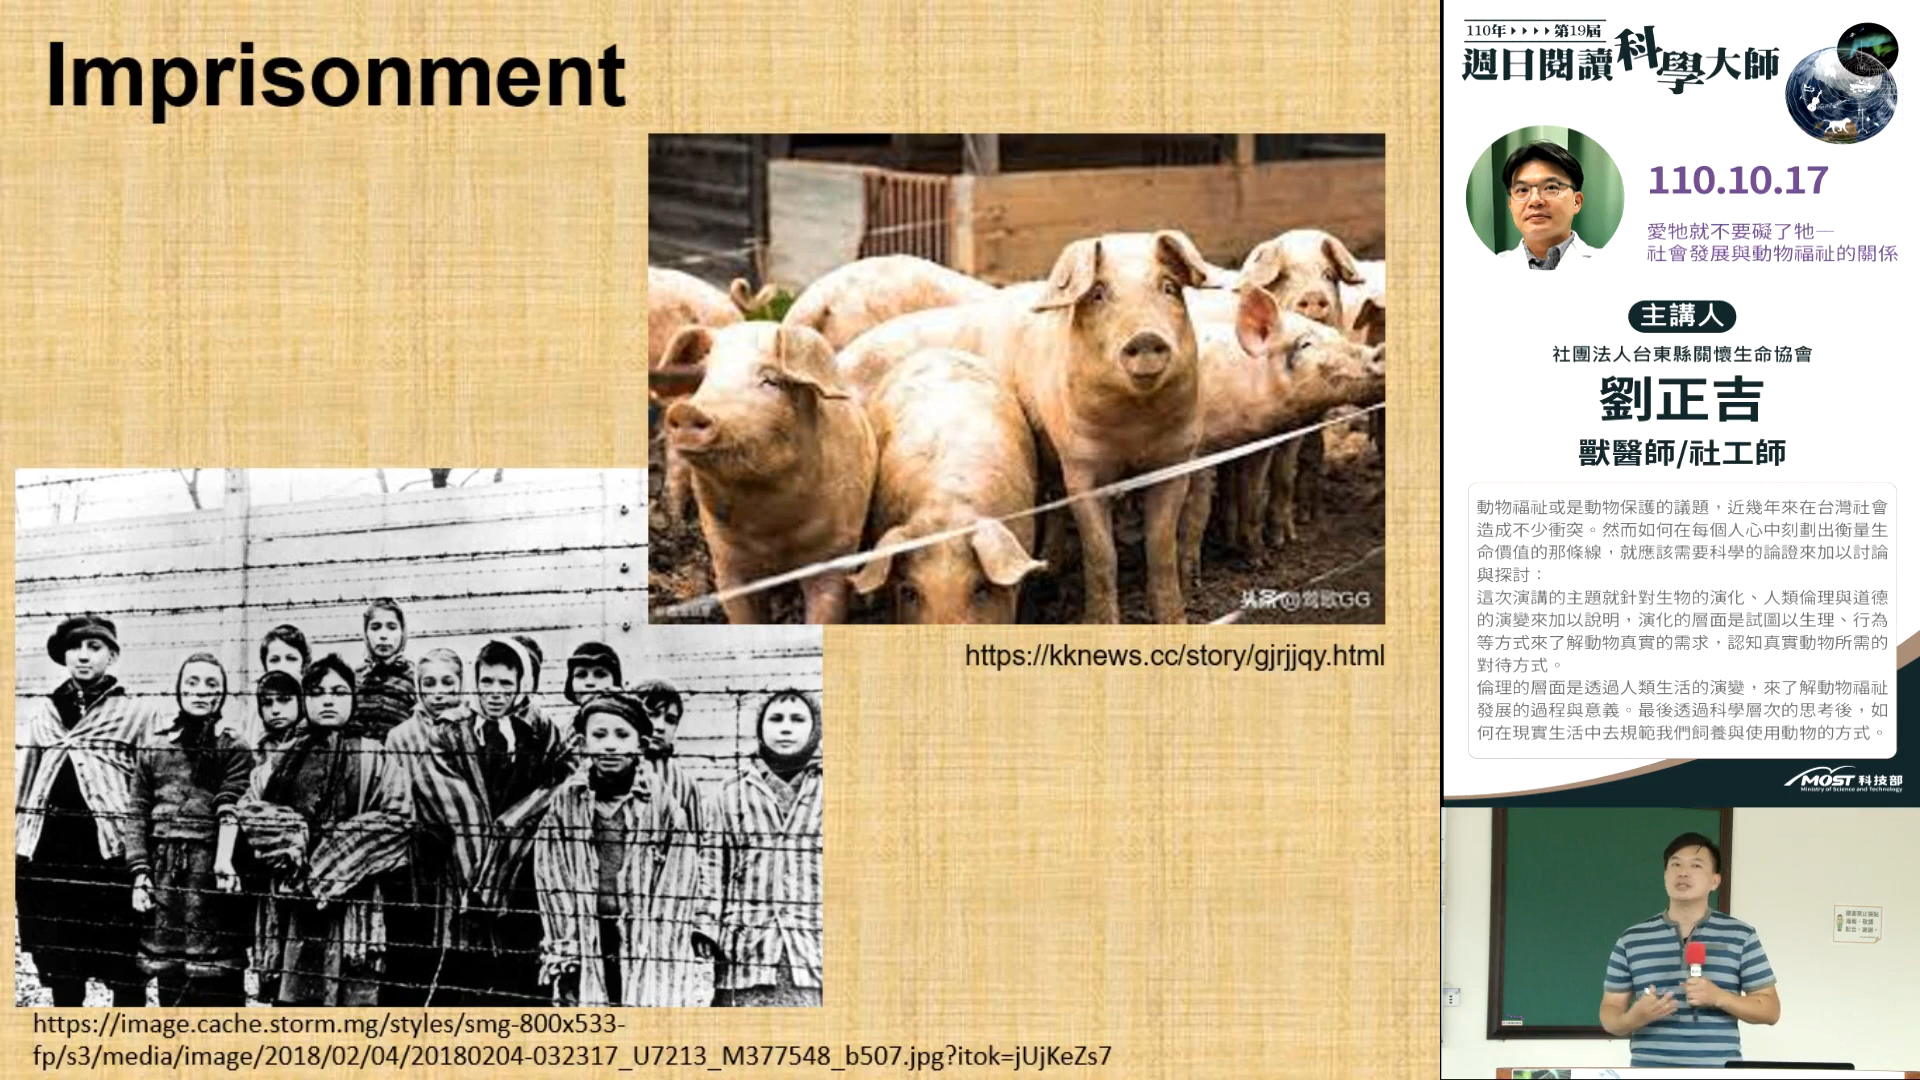 Imprisonment
头条@莺歌GG
https://kknews.cc/story/gjrjjqy.html
https://image.cache.storm.mg/styles/smg-800x533-
fp/s3/media/image/2018/02/04/20180204-032317_U7213_M377548_b507.jpg?itok=jUjKeZs7
110年 第19屆
週日閱讀科學大師
110.10.17
愛牠就不要礙了牠—
社會發展與動物福祉的關係
主講人
社團法人台東縣關懷生命協會
劉正吉
獸醫師/社工師
動物福祉或是動物保護的議題，近幾年來在台灣社會
造成不少衝突。然而如何在每個人心中刻劃出衡量生
命價值的那條線，就應該需要科學的論證來加以討論
與探討：
這次演講的主題就針對生物的演化、人類倫理與道德
的演變來加以說明，演化的層面是試圖以生理、行為
等方式來了解動物真實的需求，認知真實動物所需的
對待方式。
倫理的層面是透過人類生活的演變，來了解動物福祉
發展的過程與意義。最後透過科學層次的思考後，如
何在現實生活中去規範我們飼養與使用動物的方式。
MOST 科技部
Ministry of Science and Technology